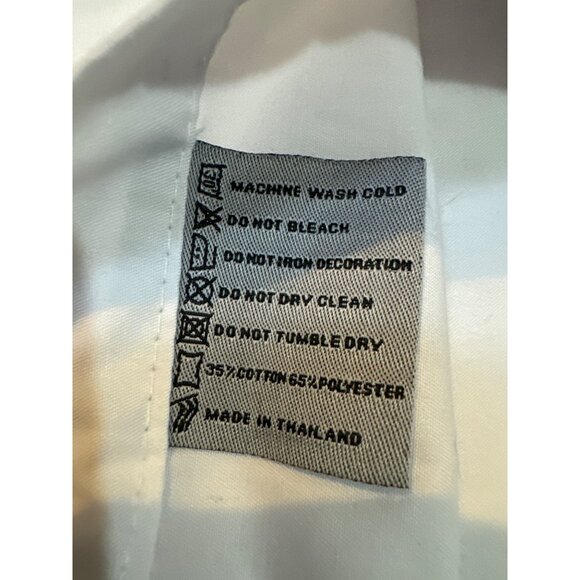 30° MACHINE WASH COLD
DO NOT BLEACH
DO NOT IRON DECORATION
DO NOT DRY CLEAN
DO NOT TUMBLE DRY
35%COTTON 65%POLYESTER
MADE IN THAILAND